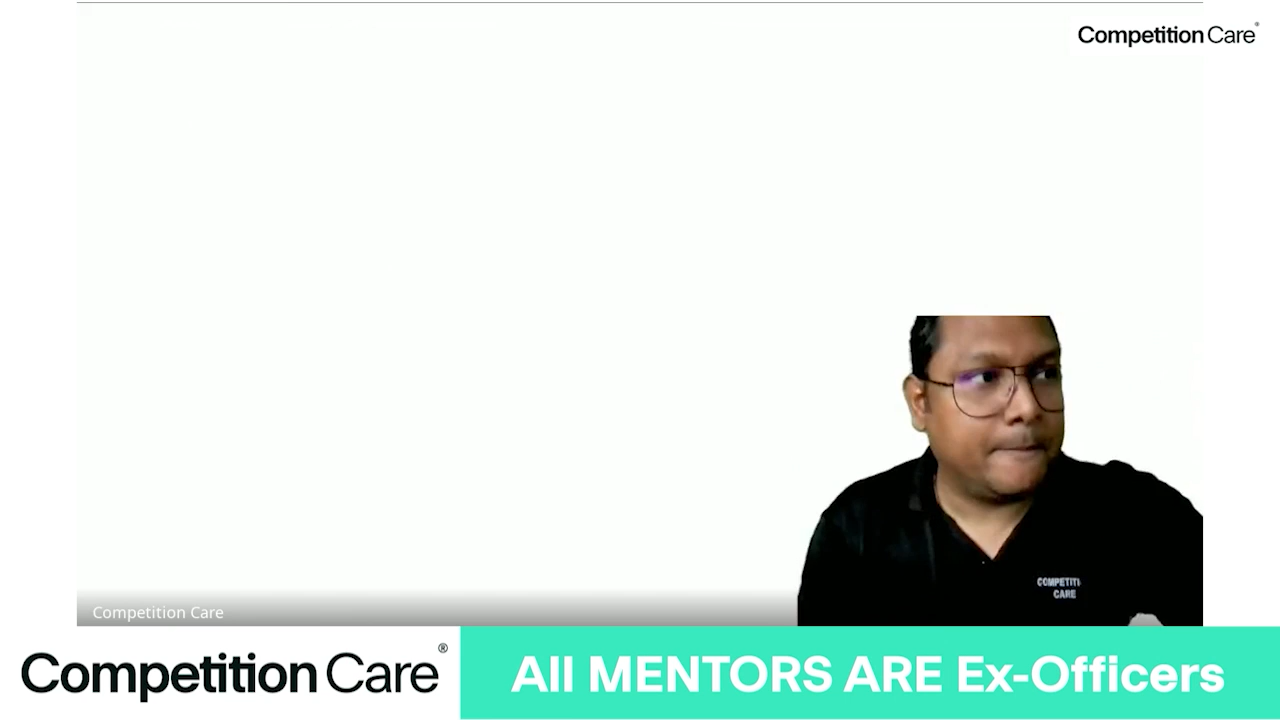 Competition Care®
COMPETITI
CARE
Competition Care
Competition Care®
All MENTORS ARE Ex-Officers